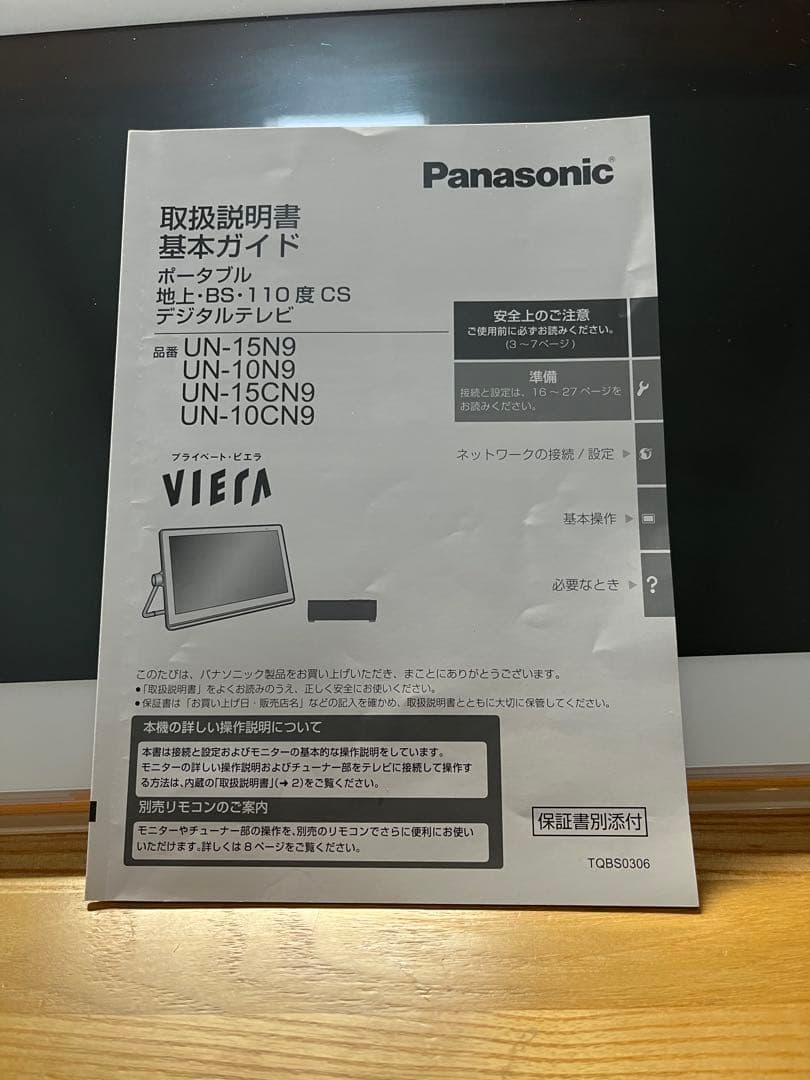 Panasonic®
取扱説明書
基本ガイド
ポータブル
地上・BS・110度CS
デジタルテレビ
品番 UN-15N9
UN-10N9
UN-15CN9
UN-10CN9
プライベート・ビエラ
VIERA
安全上のご注意
ご使用前に必ずお読みください。
(3～7ページ)
準備
接続と設定は、16～27ページを
お読みください。
ネットワークの接続/設定 ▶
基本操作 ▶
必要なとき ▶ ?
このたびは、パナソニック製品をお買い上げいただき、まことにありがとうございます。
●「取扱説明書」をよくお読みのうえ、正しく安全にお使いください。
●保証書は「お買い上げ日・販売店名」などの記入を確かめ、取扱説明書とともに大切に保管してください。
本機の詳しい操作説明について
本書は接続と設定およびモニターの基本的な操作説明をしています。
モニターの詳しい操作説明およびチューナー部をテレビに接続して操作す
る方法は、内蔵の「取扱説明書」(➔2)をご覧ください。
別売リモコンのご案内
モニターやチューナー部の操作を、別売のリモコンでさらに便利にお使い
いただけます。詳しくは8ページをご覧ください。
保証書別添付
TQBS0306